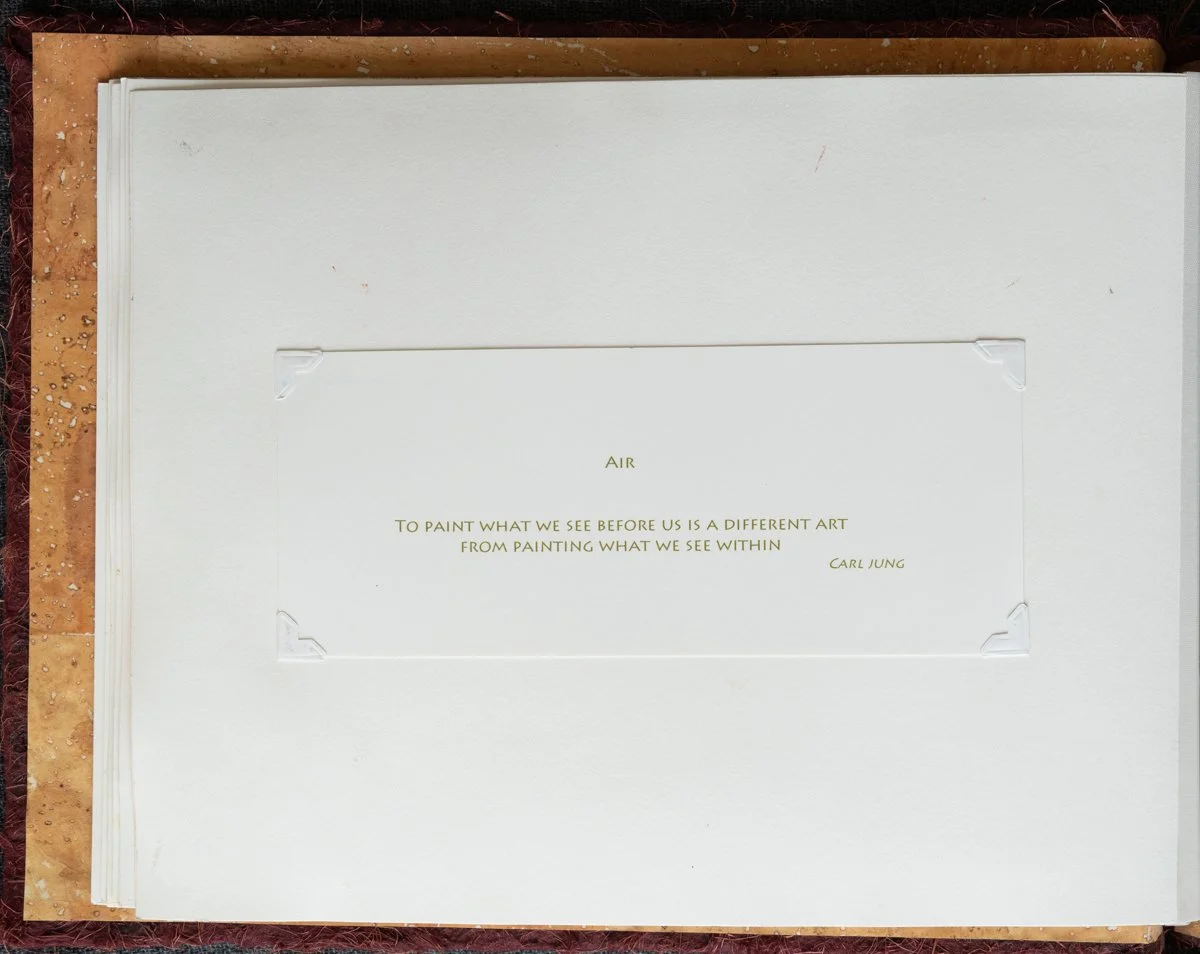 Air
To paint what we see before us is a different art
from painting what we see within
Carl Jung